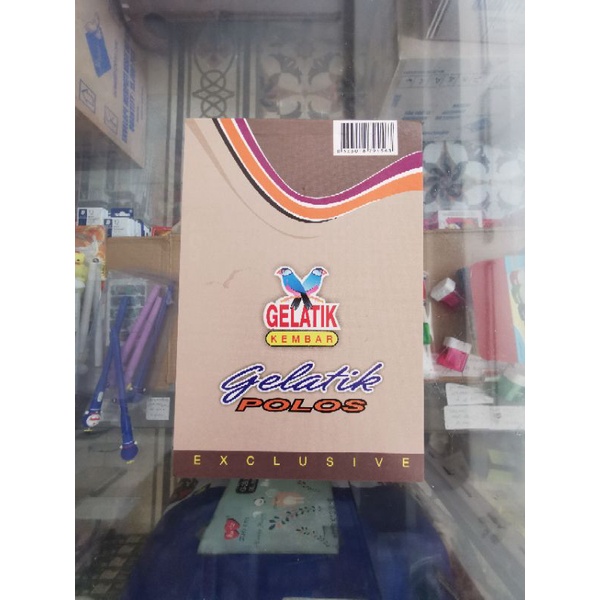 GELATIK
KEMBAR
Gelatik
POLOS
EXCLUSIVE